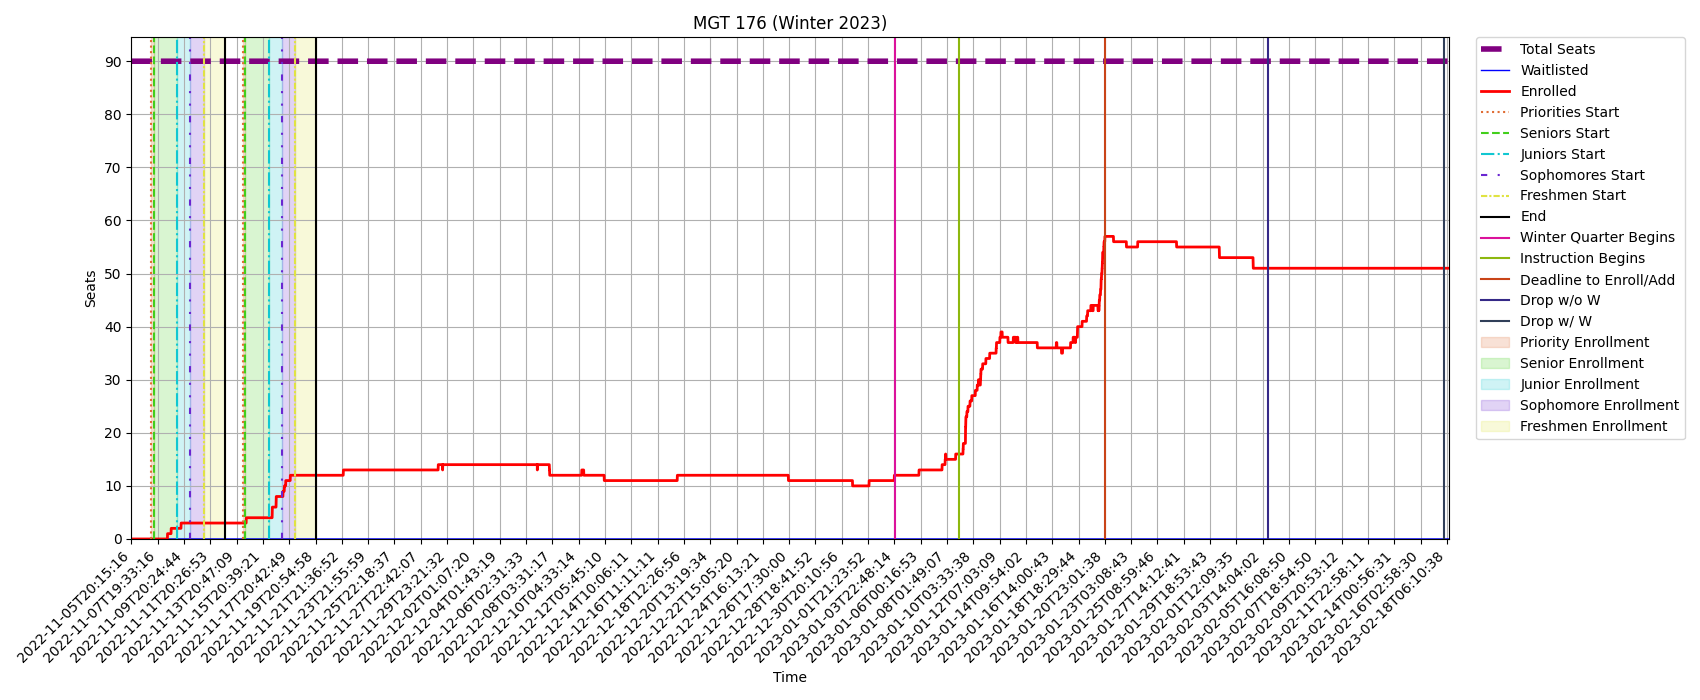 MGT 176 (Winter 2023)
Seats
90
80
70
60
50
40
30
20
10
0
2022-11-05T20:15:16
2022-11-07T19:33:16
2022-11-09T20:24:44
2022-11-11T20:26:53
2022-11-13T20:47:09
2022-11-15T20:39:21
2022-11-17T20:42:49
2022-11-19T20:54:58
2022-11-21T21:36:52
2022-11-23T21:55:59
2022-11-25T22:18:37
2022-11-27T22:42:07
2022-11-29T23:21:32
2022-12-02T01:07:20
2022-12-04T01:43:19
2022-12-06T02:31:33
2022-12-08T03:31:17
2022-12-10T04:33:14
2022-12-12T05:45:10
2022-12-14T10:06:11
2022-12-16T11:11:11
2022-12-18T12:26:56
2022-12-20T13:19:34
2022-12-22T15:05:20
2022-12-24T16:13:21
2022-12-26T17:30:00
2022-12-28T18:41:52
2022-12-30T20:10:56
2023-01-01T21:23:52
2023-01-03T22:48:14
2023-01-06T00:16:53
2023-01-08T01:49:07
2023-01-10T03:33:38
2023-01-12T07:03:09
2023-01-14T09:54:02
2023-01-16T14:00:43
2023-01-18T18:29:44
2023-01-20T23:01:38
2023-01-23T03:08:43
2023-01-25T08:59:46
2023-01-27T14:12:41
2023-01-29T18:53:43
2023-02-01T12:09:35
2023-02-03T14:04:02
2023-02-05T16:08:50
2023-02-07T18:54:50
2023-02-09T20:53:12
2023-02-11T22:58:11
2023-02-14T00:56:31
2023-02-16T02:58:30
2023-02-18T06:10:38
Time
Total Seats
Waitlisted
Enrolled
Priorities Start
Seniors Start
Juniors Start
Sophomores Start
Freshmen Start
End
Winter Quarter Begins
Instruction Begins
Deadline to Enroll/Add
Drop w/o W
Drop w/ W
Priority Enrollment
Senior Enrollment
Junior Enrollment
Sophomore Enrollment
Freshmen Enrollment